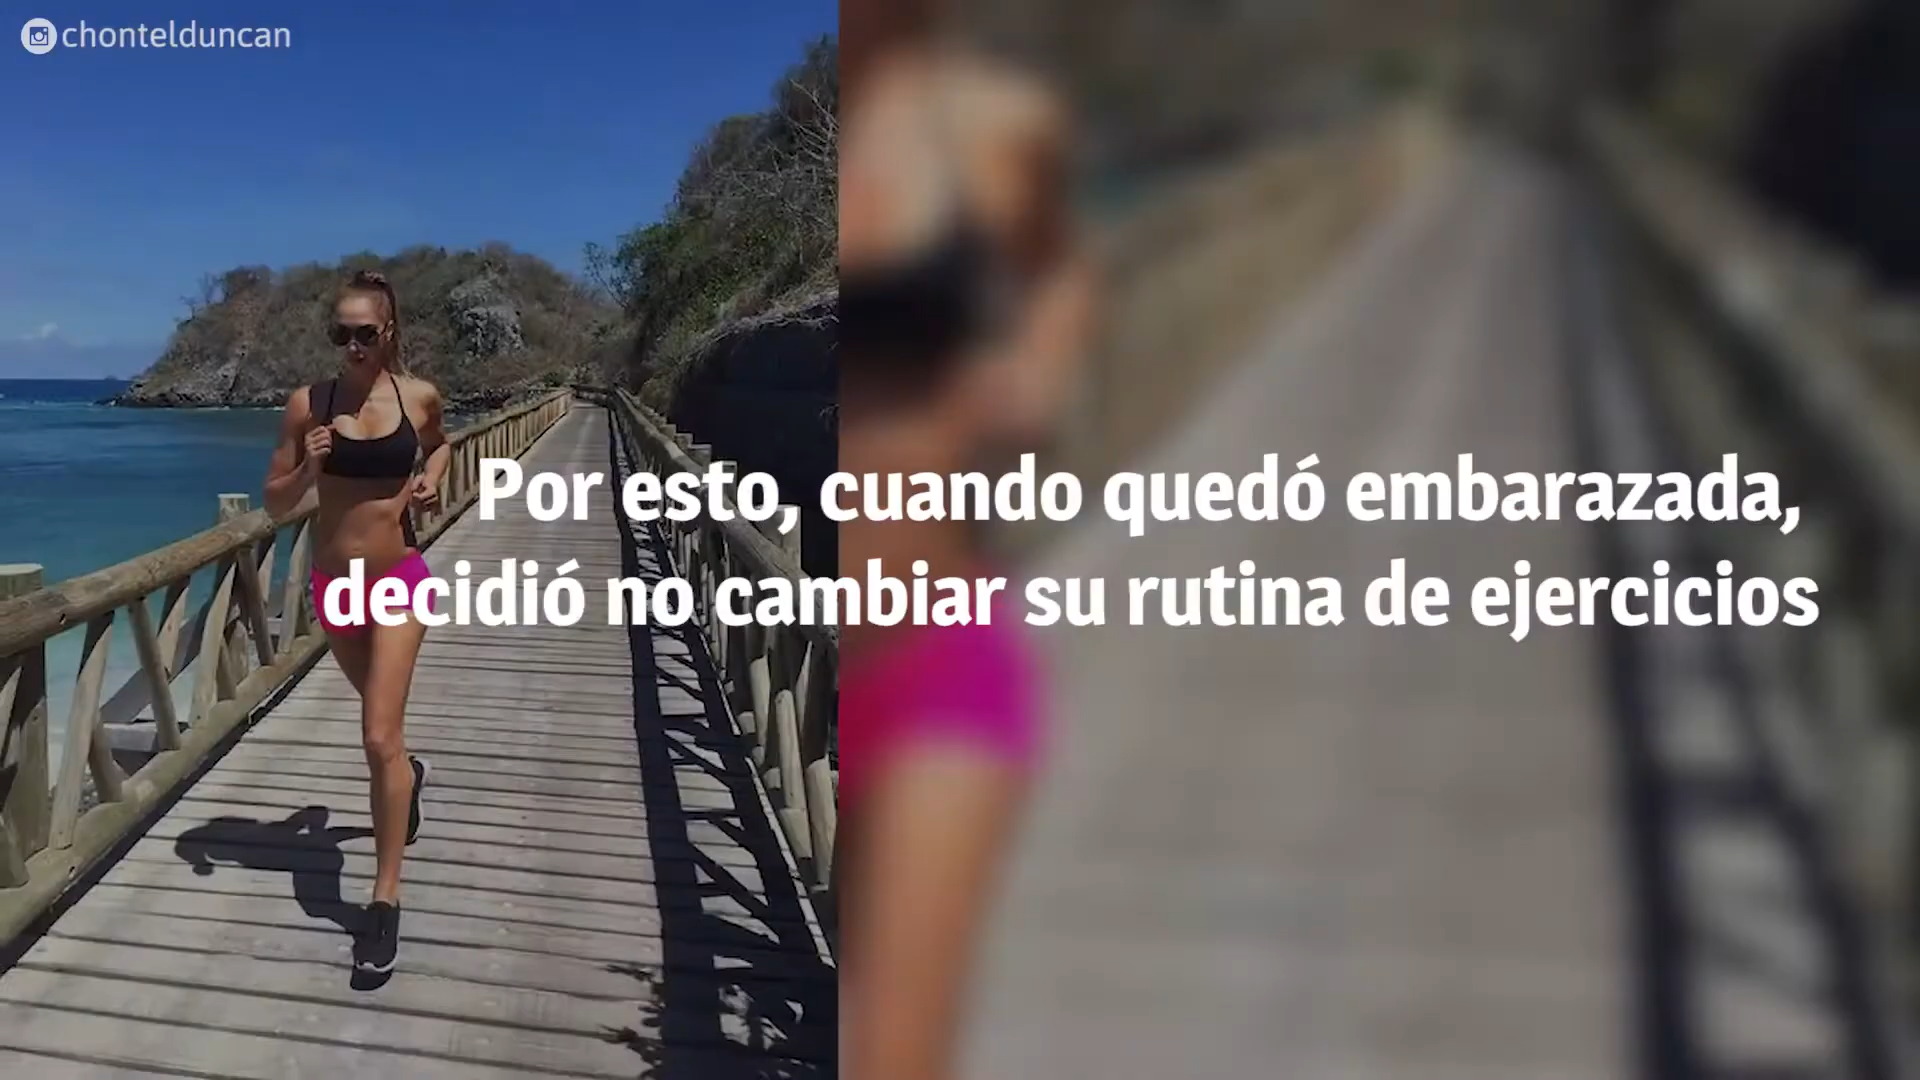 chontelduncan
Por esto, cuando quedó embarazada,
decidió no cambiar su rutina de ejercicios